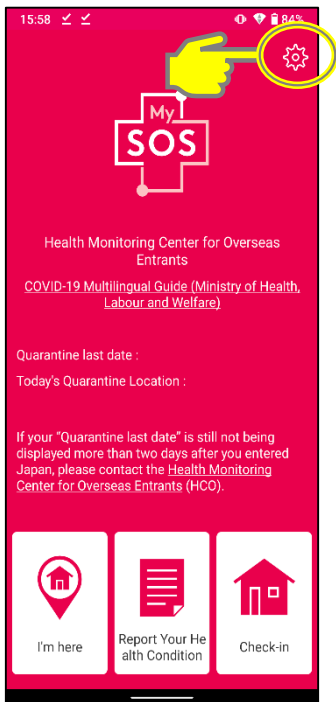 15:58
84%
My
SOS
Health Monitoring Center for Overseas
Entrants
COVID-19 Multilingual Guide (Ministry of Health,
Labour and Welfare)
Quarantine last date :
Today's Quarantine Location :
If your "Quarantine last date" is still not being
displayed more than two days after you entered
Japan, please contact the Health Monitoring
Center for Overseas Entrants (HCO).
I'm here
Report Your He
alth Condition
Check-in